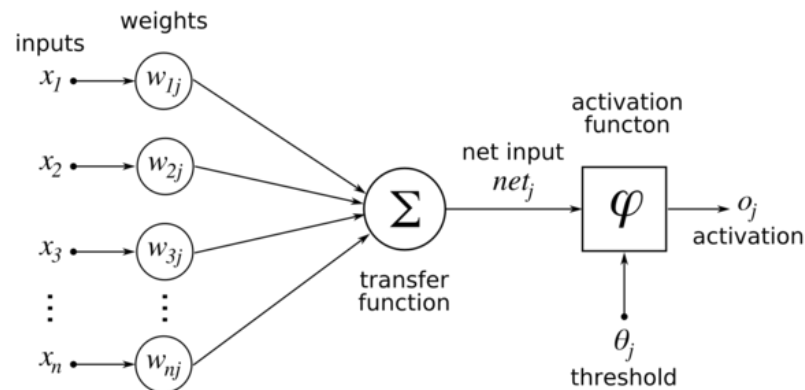 inputs
weights
x1
w1j
x2
w2j
x3
w3j
⋮
⋮
xn
wnj
Σ
transfer
function
net input
netj
activation
functon
φ
oj
activation
θj
threshold